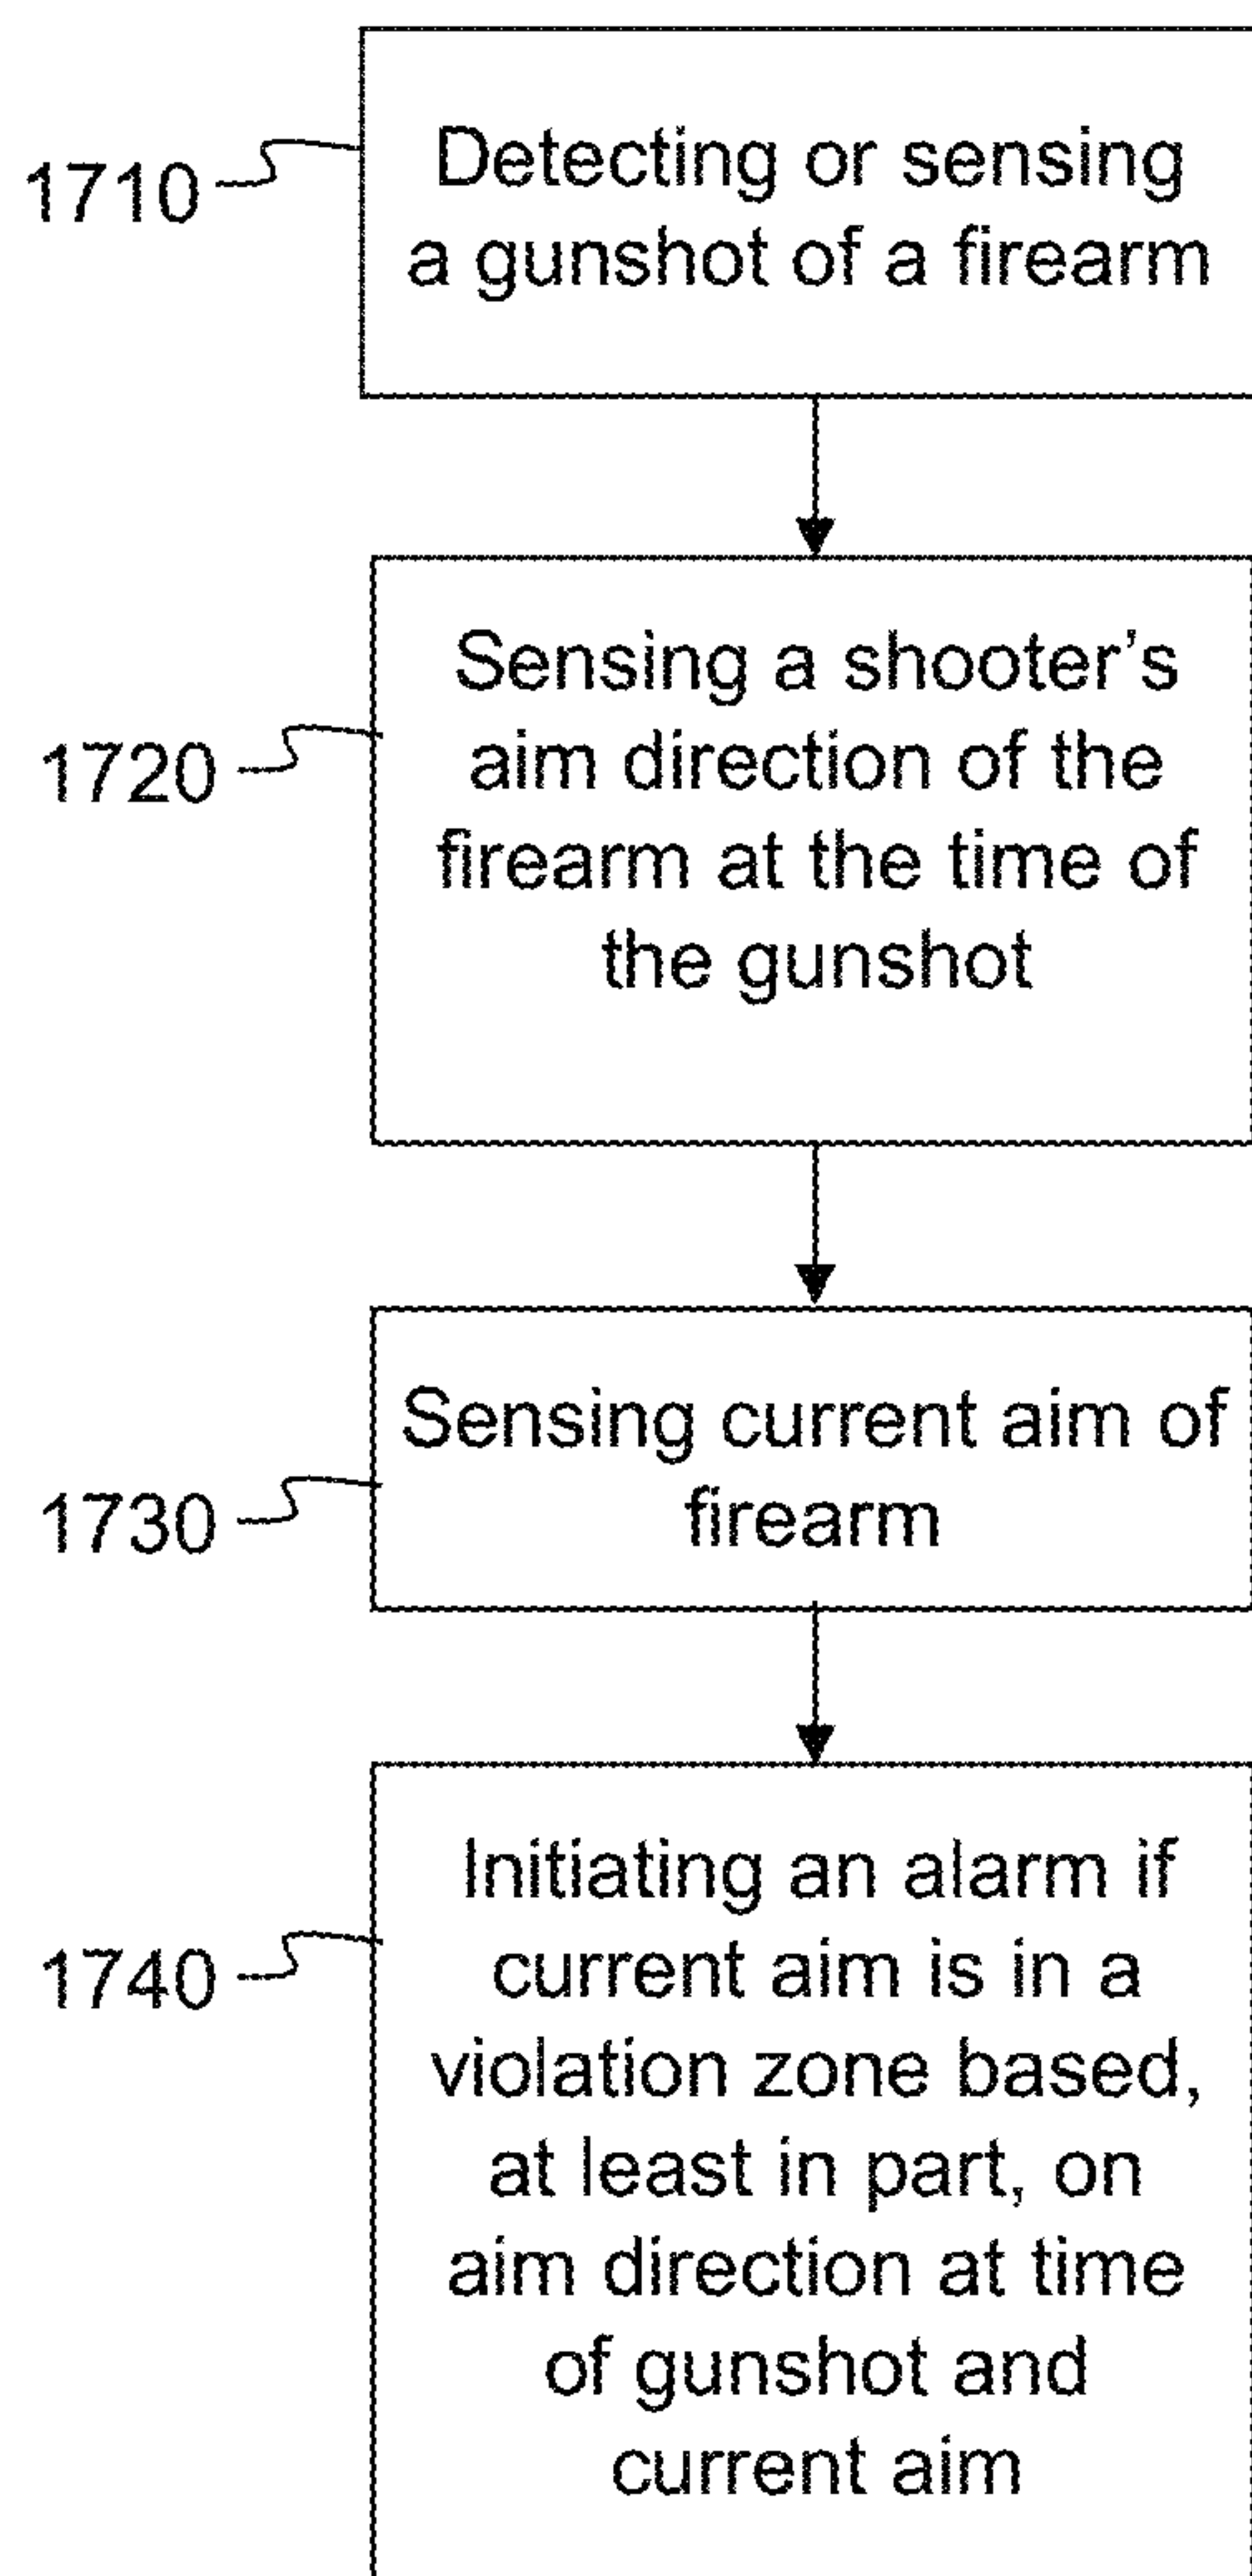 1710
Detecting or sensing
a gunshot of a firearm
1720
Sensing a shooter's
aim direction of the
firearm at the time of
the gunshot
1730
Sensing current aim of
firearm
1740
Initiating an alarm if
current aim is in a
violation zone based,
at least in part, on
aim direction at time
of gunshot and
current aim